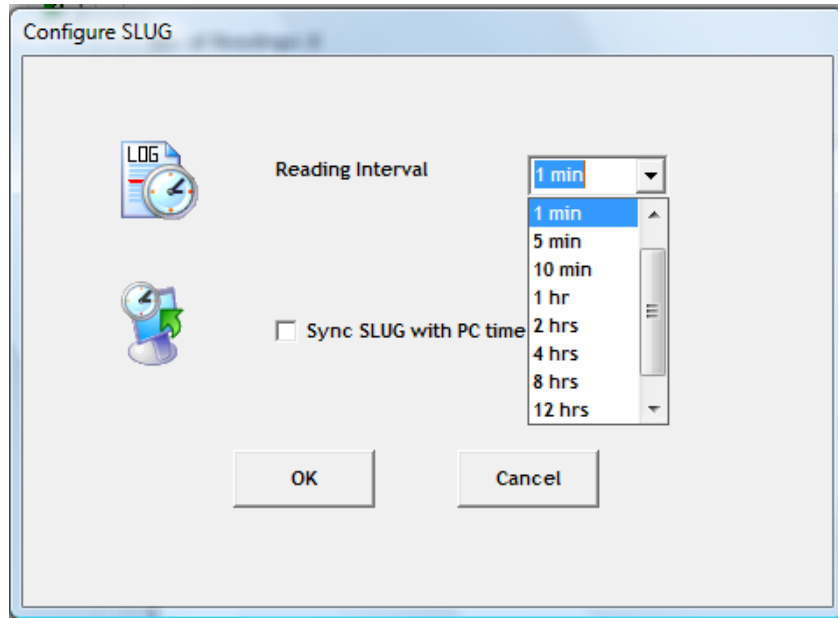 Configure SLUG
LOG
Reading Interval
1 min
1 min
5 min
10 min
1 hr
2 hrs
4 hrs
8 hrs
12 hrs
Sync SLUG with PC time
OK
Cancel